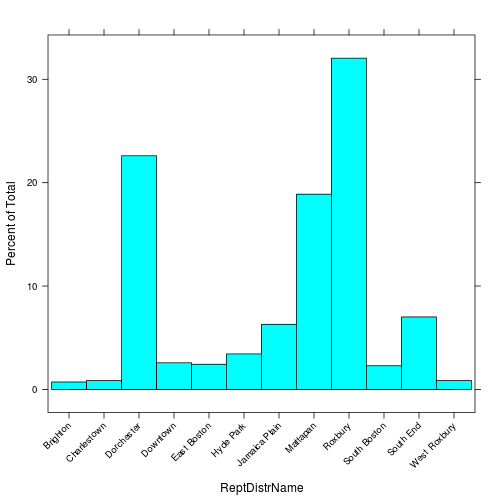 Percent of Total
30
20
10
0
Brighton
Charlestown
Dorchester
Downtown
East Boston
Hyde Park
Jamaica Plain
Mattapan
Roxbury
South Boston
South End
West Roxbury
ReptDistrName